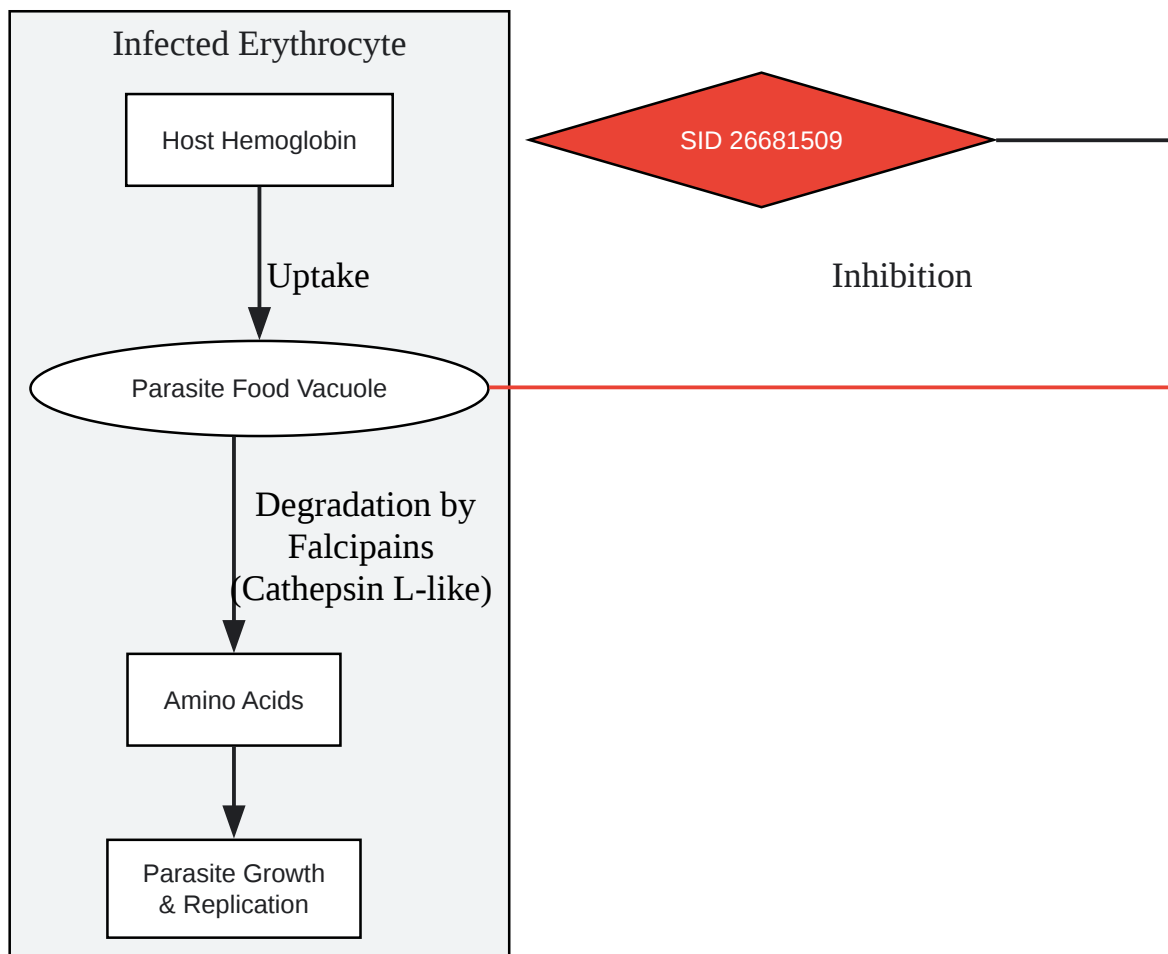 Infected Erythrocyte
Host Hemoglobin
SID 26681509
Uptake
Inhibition
Parasite Food Vacuole
Degradation by
Falcipains
(Cathepsin L-like)
Amino Acids
Parasite Growth
& Replication